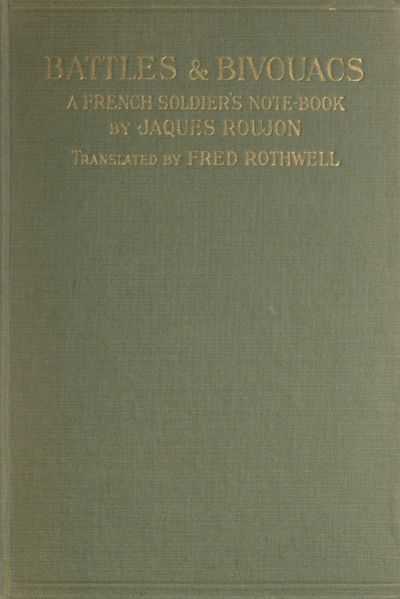 BATTLES & BIVOUACS
A FRENCH SOLDIER'S NOTE-BOOK
BY JAQUES ROUJON
TRANSLATED BY FRED ROTHWELL